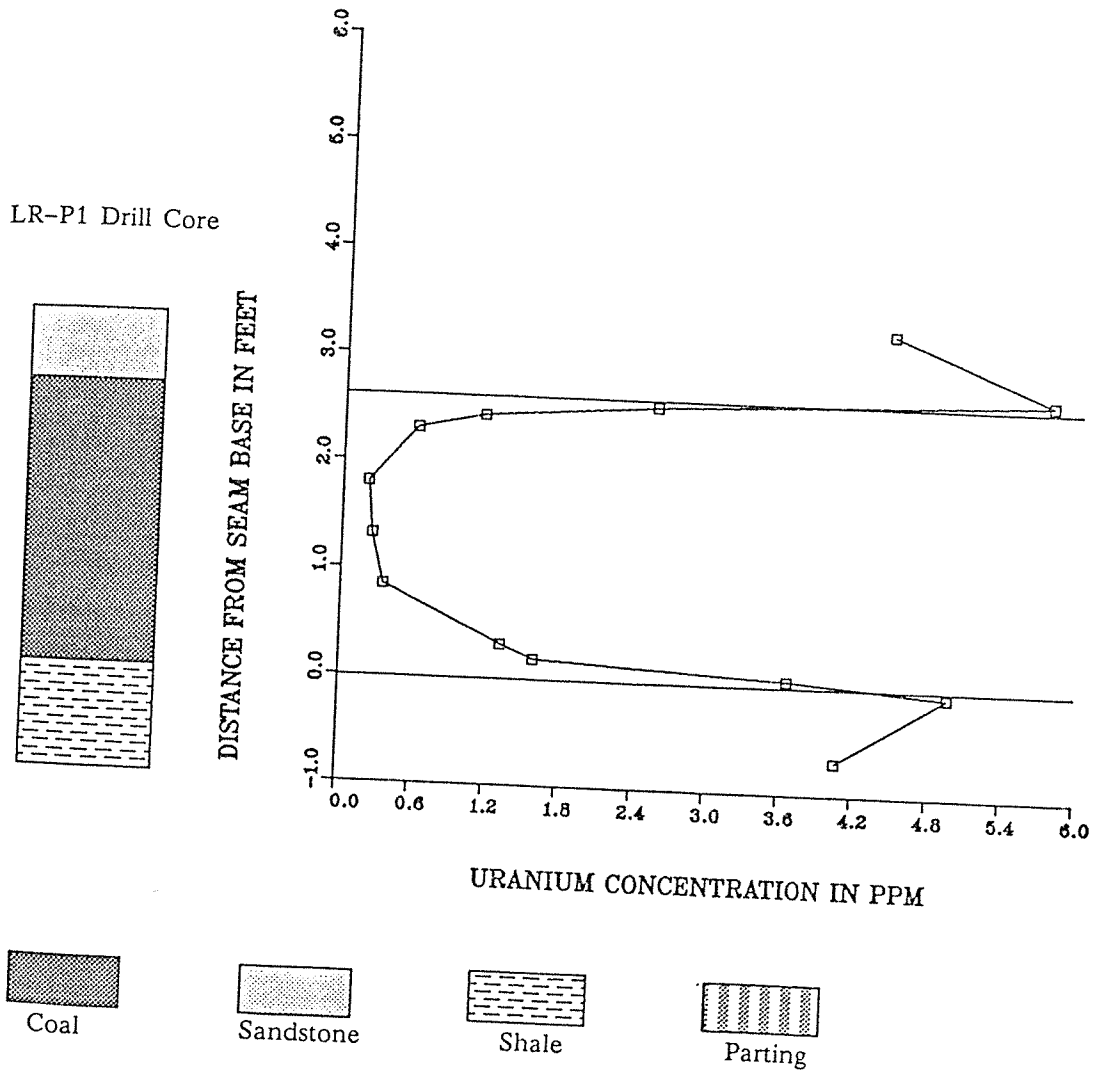 LR-P1 Drill Core
DISTANCE FROM SEAM BASE IN FEET
6.0
5.0
4.0
3.0
2.0
1.0
0.0
-1.0
0.0 0.6 1.2 1.8 2.4 3.0 3.6 4.2 4.8 5.4 6.0
URANIUM CONCENTRATION IN PPM
Coal
Sandstone
Shale
Parting